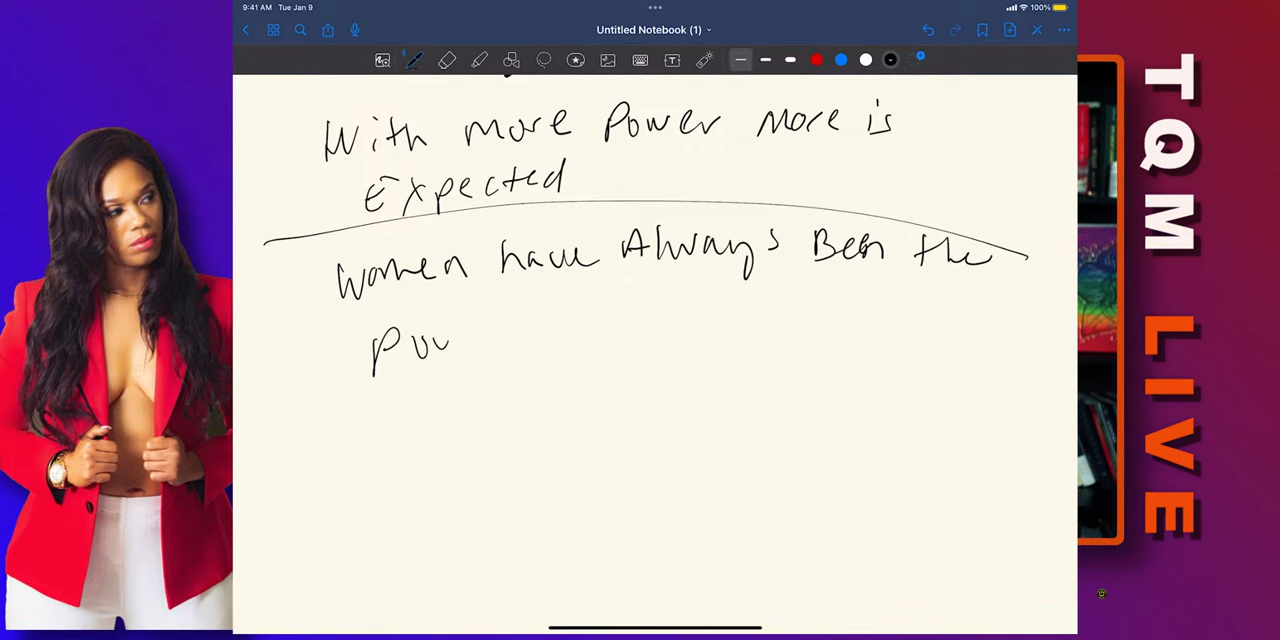 9:41 AM Tue Jan 9
100%
Untitled Notebook (1)
With more Power More is
Expected
Women have Always Been the
Pow
TQM LIVE